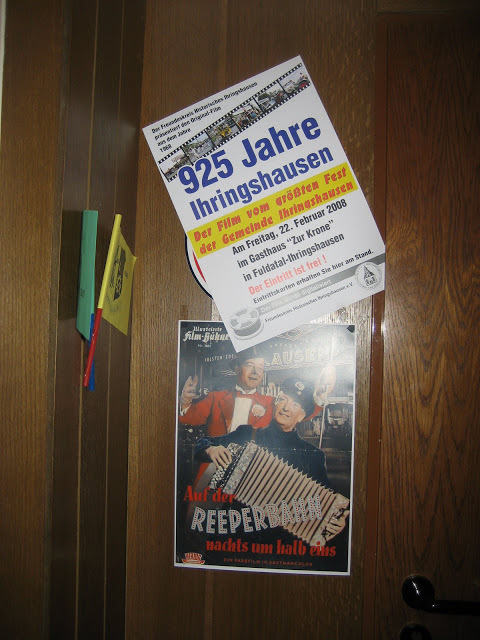 Der Freundeskreis Historisches Ihringshausen
präsentiert den Original-Film
aus dem Jahre
1968
925 Jahre
Ihringshausen
Der Film vom größten Fest
der Gemeinde Ihringshausen
Am Freitag, 22. Februar 2008
im Gasthaus "Zur Krone"
in Fuldatal-Ihringshausen
Der Eintritt ist frei !
Eintrittskarten erhalten Sie hier am Stand.
Freundeskreis Historisches Ihringshausen e.V.
Illustrierte
Film-Bühne
Auf der
REEPERBAHN
nachts um halb eins